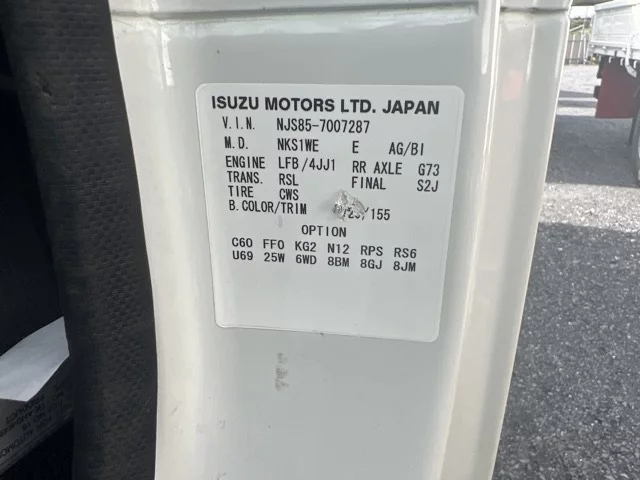 ISUZU MOTORS LTD. JAPAN
V.I.N. NJS85-7007287
M.D. NKS1WE E AG/BI
ENGINE LFB/4JJ1 RR AXLE G73
TRANS. RSL FINAL S2J
TIRE CWS
B.COLOR/TRIM /155
OPTION
C60 FF0 KG2 N12 RPS RS6
U69 25W 6WD 8BM 8GJ 8JM